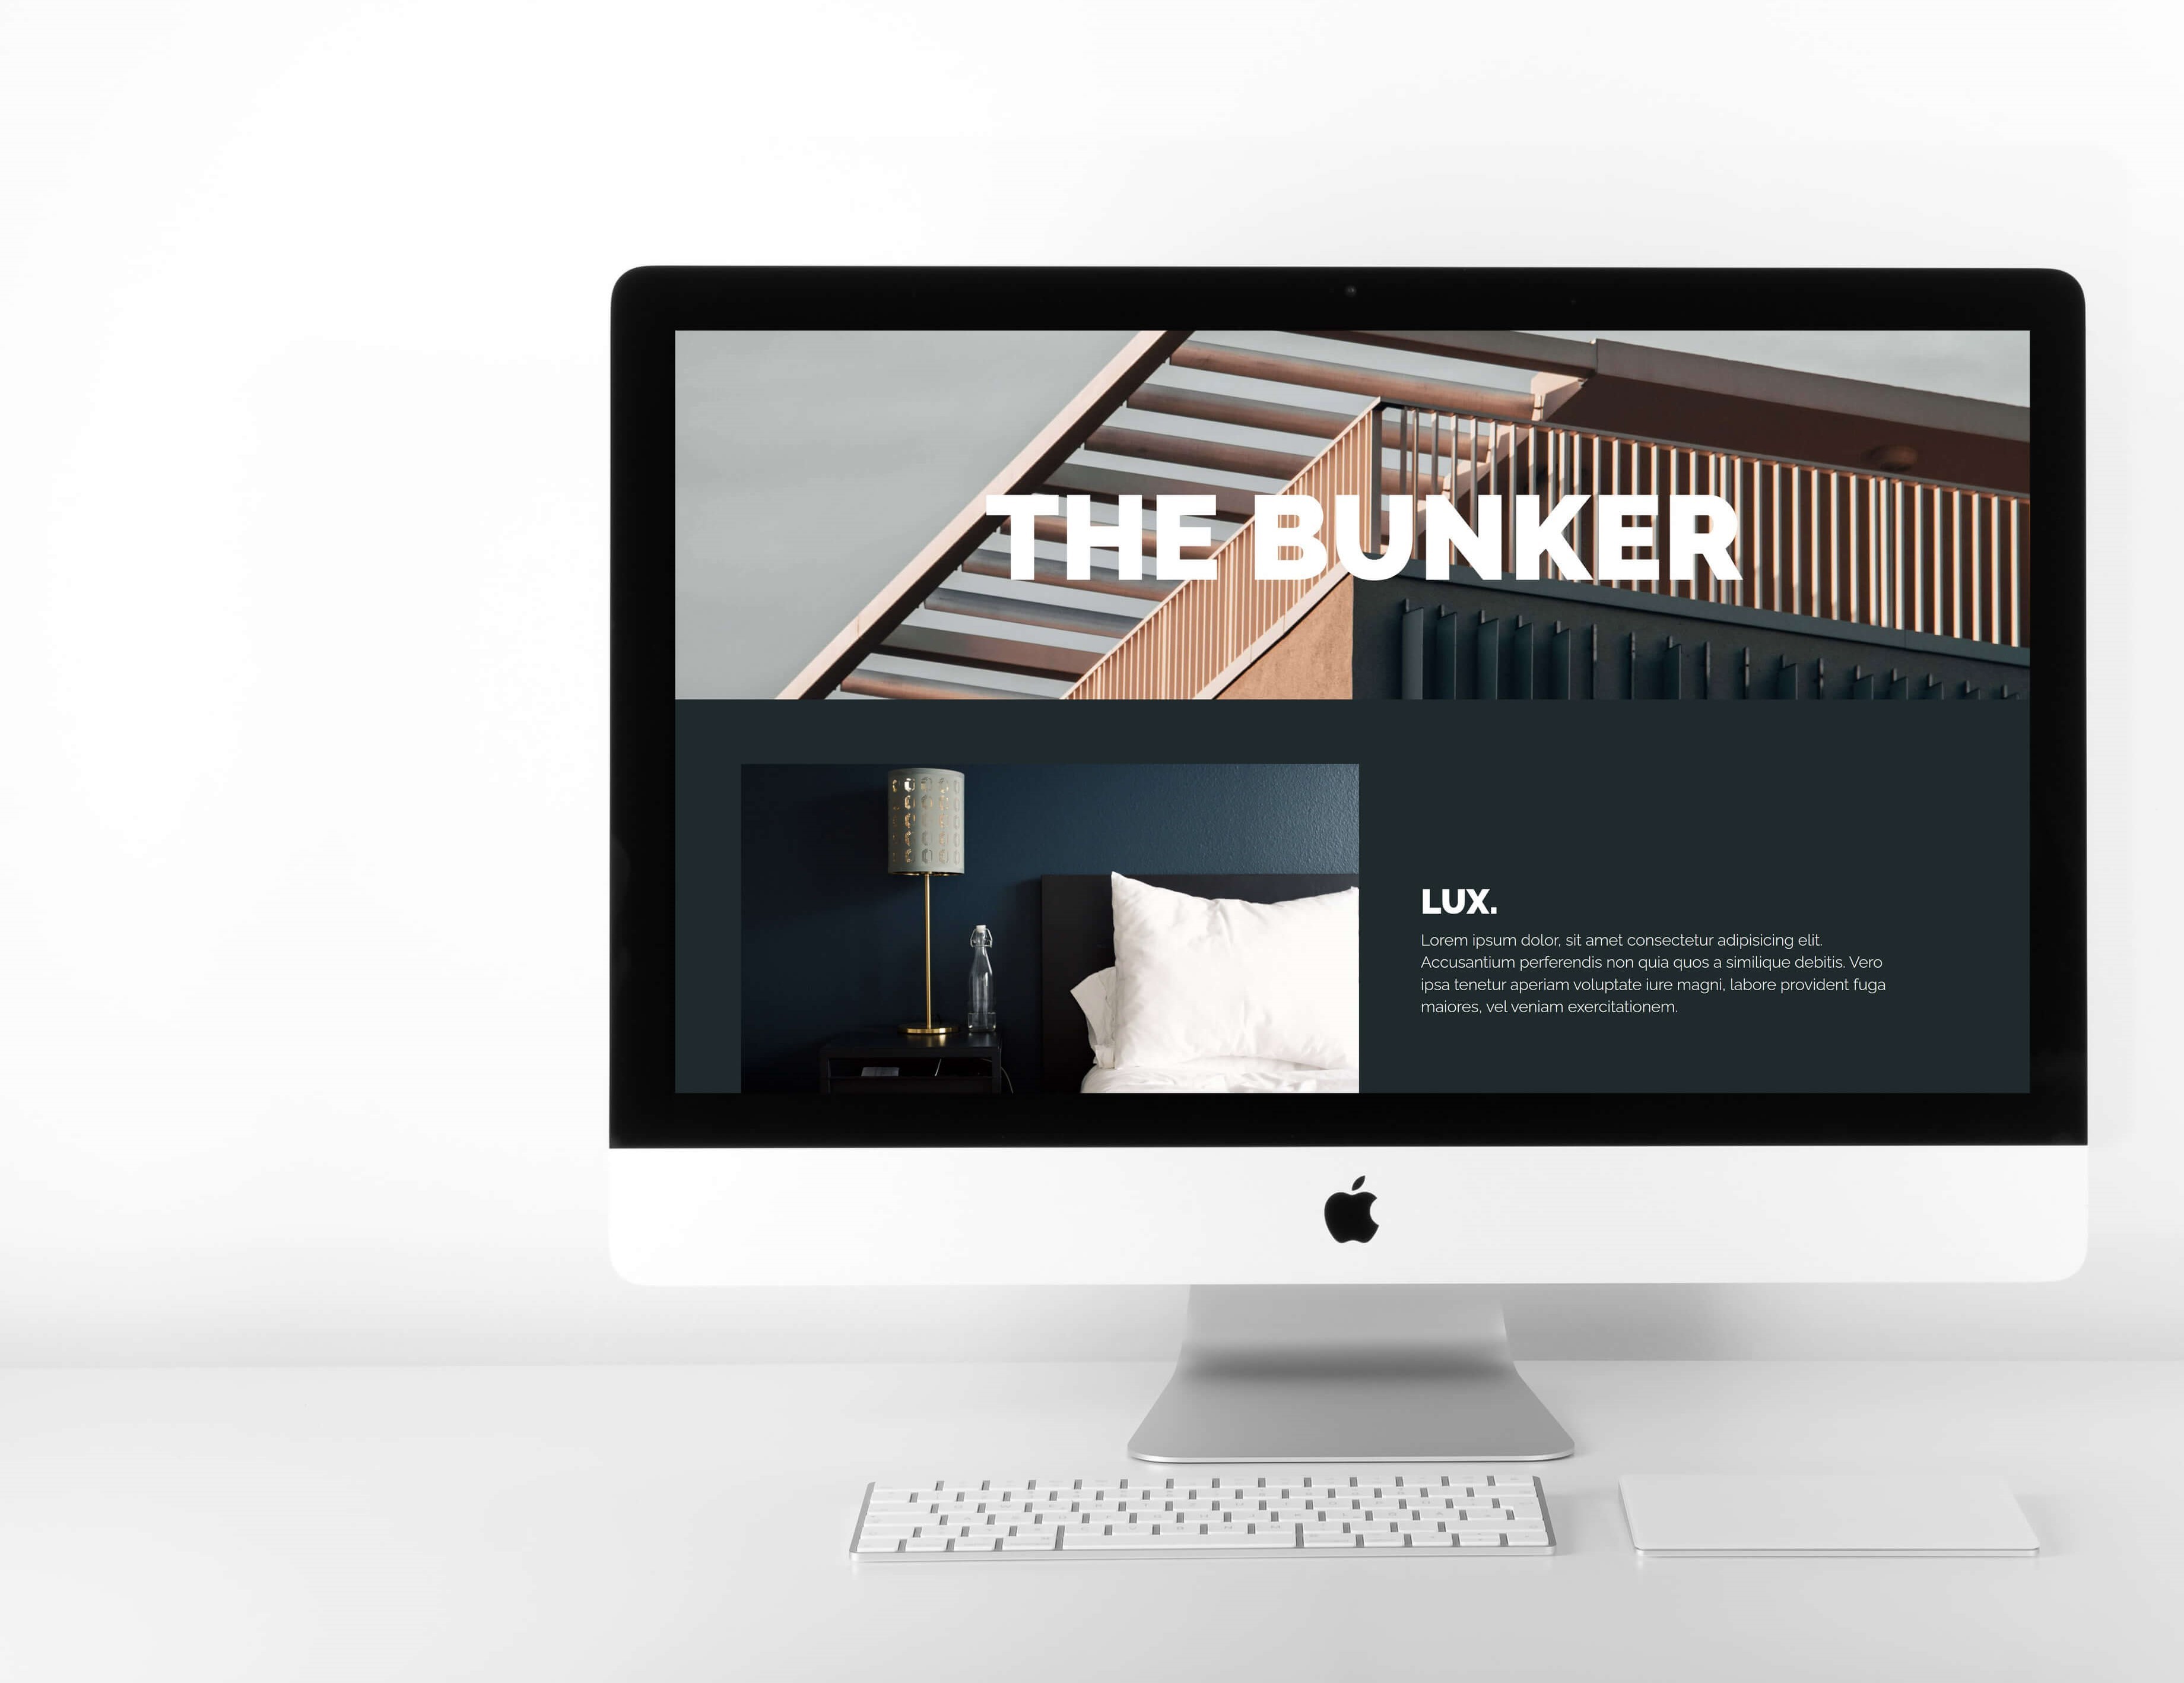 THE BUNKER
LUX.
Lorem ipsum dolor, sit amet consectetur adipisicing elit.
Accusantium perferendis non quia quos a similique debitis. Vero
ipsa tenetur aperiam voluptate iure magni, labore provident fuga
maiores, vel veniam exercitationem.